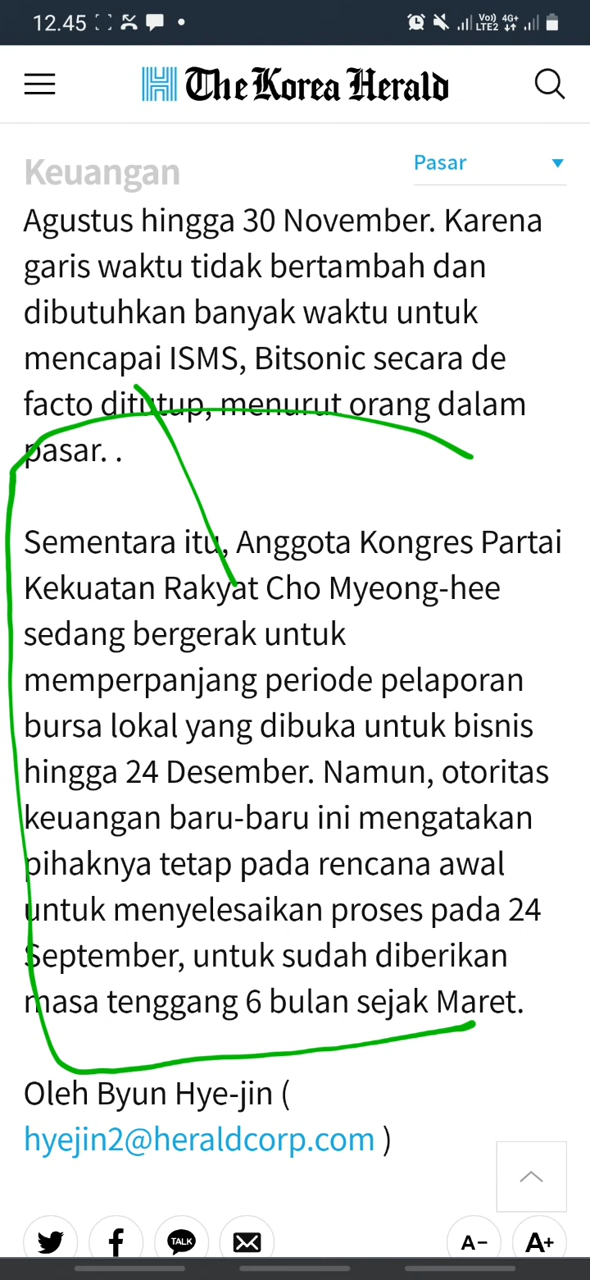 12.45
Vo))
LTE2
4G+
The Korea Herald
Keuangan
Pasar
Agustus hingga 30 November. Karena
garis waktu tidak bertambah dan
dibutuhkan banyak waktu untuk
mencapai ISMS, Bitsonic secara de
facto ditutup, menurut orang dalam
pasar. .
Sementara itu, Anggota Kongres Partai
Kekuatan Rakyat Cho Myeong-hee
sedang bergerak untuk
memperpanjang periode pelaporan
bursa lokal yang dibuka untuk bisnis
hingga 24 Desember. Namun, otoritas
keuangan baru-baru ini mengatakan
pihaknya tetap pada rencana awal
untuk menyelesaikan proses pada 24
September, untuk sudah diberikan
masa tenggang 6 bulan sejak Maret.
Oleh Byun Hye-jin (
hyejin2@heraldcorp.com )
TALK
A-
A+